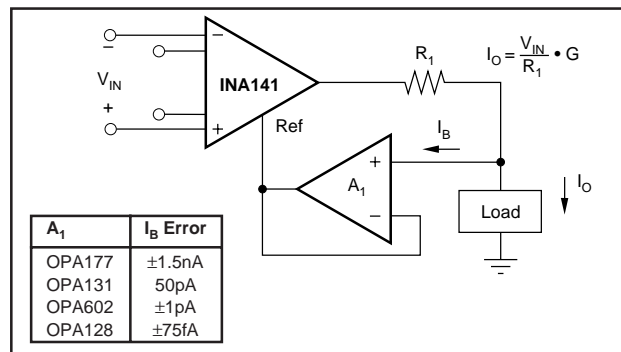 –
–
V_IN
+
+
INA141
Ref
R_1
I_O = V_IN / R_1 • G
I_B
+
A_1
–
I_O
Load
A_1 I_B Error
OPA177 ±1.5nA
OPA131 50pA
OPA602 ±1pA
OPA128 ±75fA